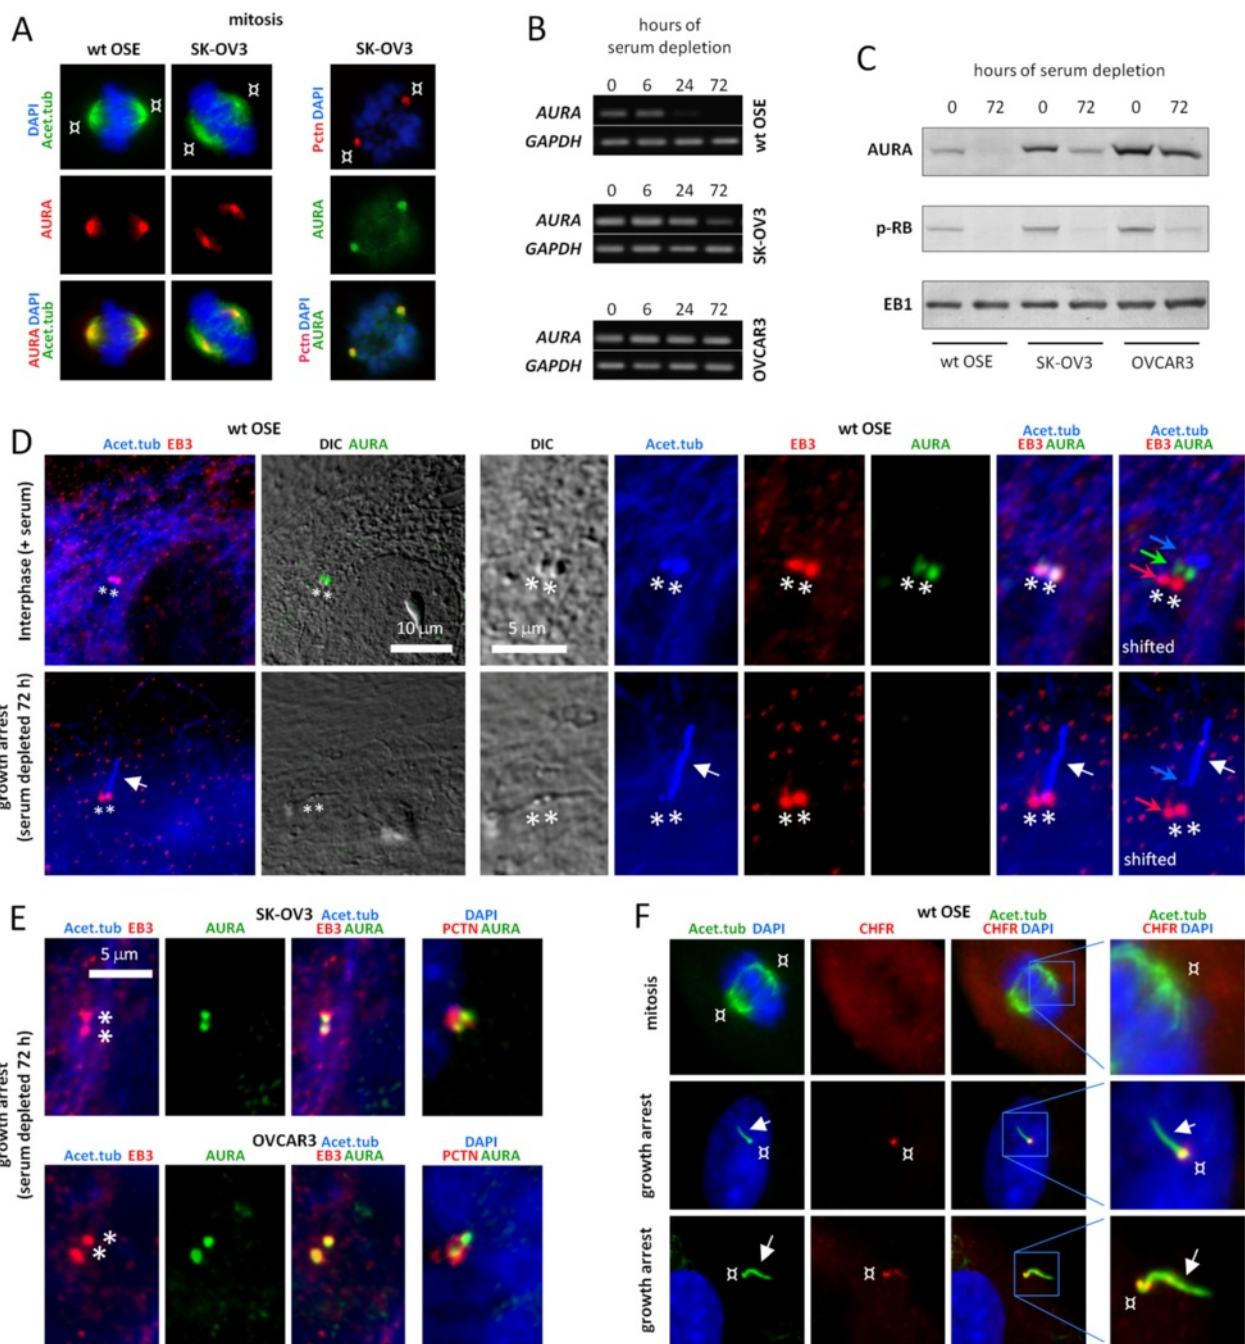 A
mitosis
wt OSE
SK-OV3
SK-OV3
DAPI
Acet.tub
AURA
AURA DAPI
Acet.tub
Pctn DAPI
AURA
Pctn DAPI
AURA
¤ ¤
¤ ¤
¤ ¤
B
hours of
serum depletion
0 6 24 72
AURA
GAPDH
wt OSE
0 6 24 72
AURA
GAPDH
SK-OV3
0 6 24 72
AURA
GAPDH
OVCAR3
C
hours of serum depletion
0 72 0 72 0 72
AURA
p-RB
EB1
wt OSE SK-OV3 OVCAR3
D
wt OSE
wt OSE
Acet.tub EB3
DIC AURA
DIC
Acet.tub
EB3
AURA
Acet.tub
EB3 AURA
Acet.tub
EB3 AURA
Interphase (+ serum)
** ** ** ** ** ** ** **
10 µm
5 µm
shifted
growth arrest
(serum depleted 72 h)
** ** ** ** ** ** **
shifted
E
SK-OV3
Acet.tub EB3
AURA
Acet.tub
EB3 AURA
DAPI
PCTN AURA
5 µm
*
*
growth arrest
(serum depleted 72 h)
OVCAR3
Acet.tub EB3
AURA
Acet.tub
EB3 AURA
DAPI
PCTN AURA
*
*
F
wt OSE
Acet.tub DAPI
CHFR
Acet.tub
CHFR DAPI
Acet.tub
CHFR DAPI
mitosis
¤ ¤ ¤
growth arrest
¤ ¤ ¤
growth arrest
¤ ¤ ¤